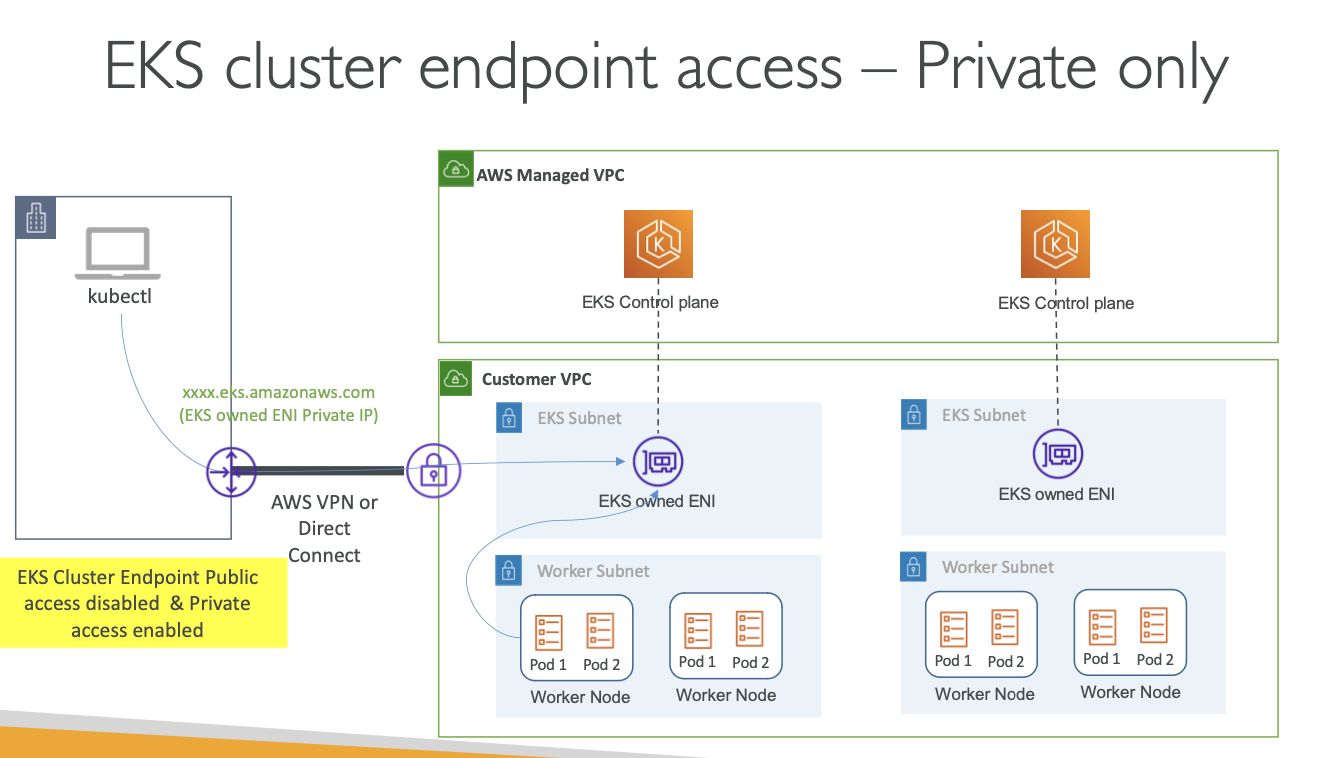 EKS cluster endpoint access – Private only
AWS Managed VPC
EKS Control plane
EKS Control plane
kubectl
xxxx.eks.amazonaws.com
(EKS owned ENI Private IP)
AWS VPN or
Direct
Connect
EKS Cluster Endpoint Public
access disabled & Private
access enabled
Customer VPC
EKS Subnet
EKS owned ENI
EKS Subnet
EKS owned ENI
Worker Subnet
Pod 1 Pod 2
Worker Node
Pod 1 Pod 2
Worker Node
Worker Subnet
Pod 1 Pod 2
Worker Node
Pod 1 Pod 2
Worker Node